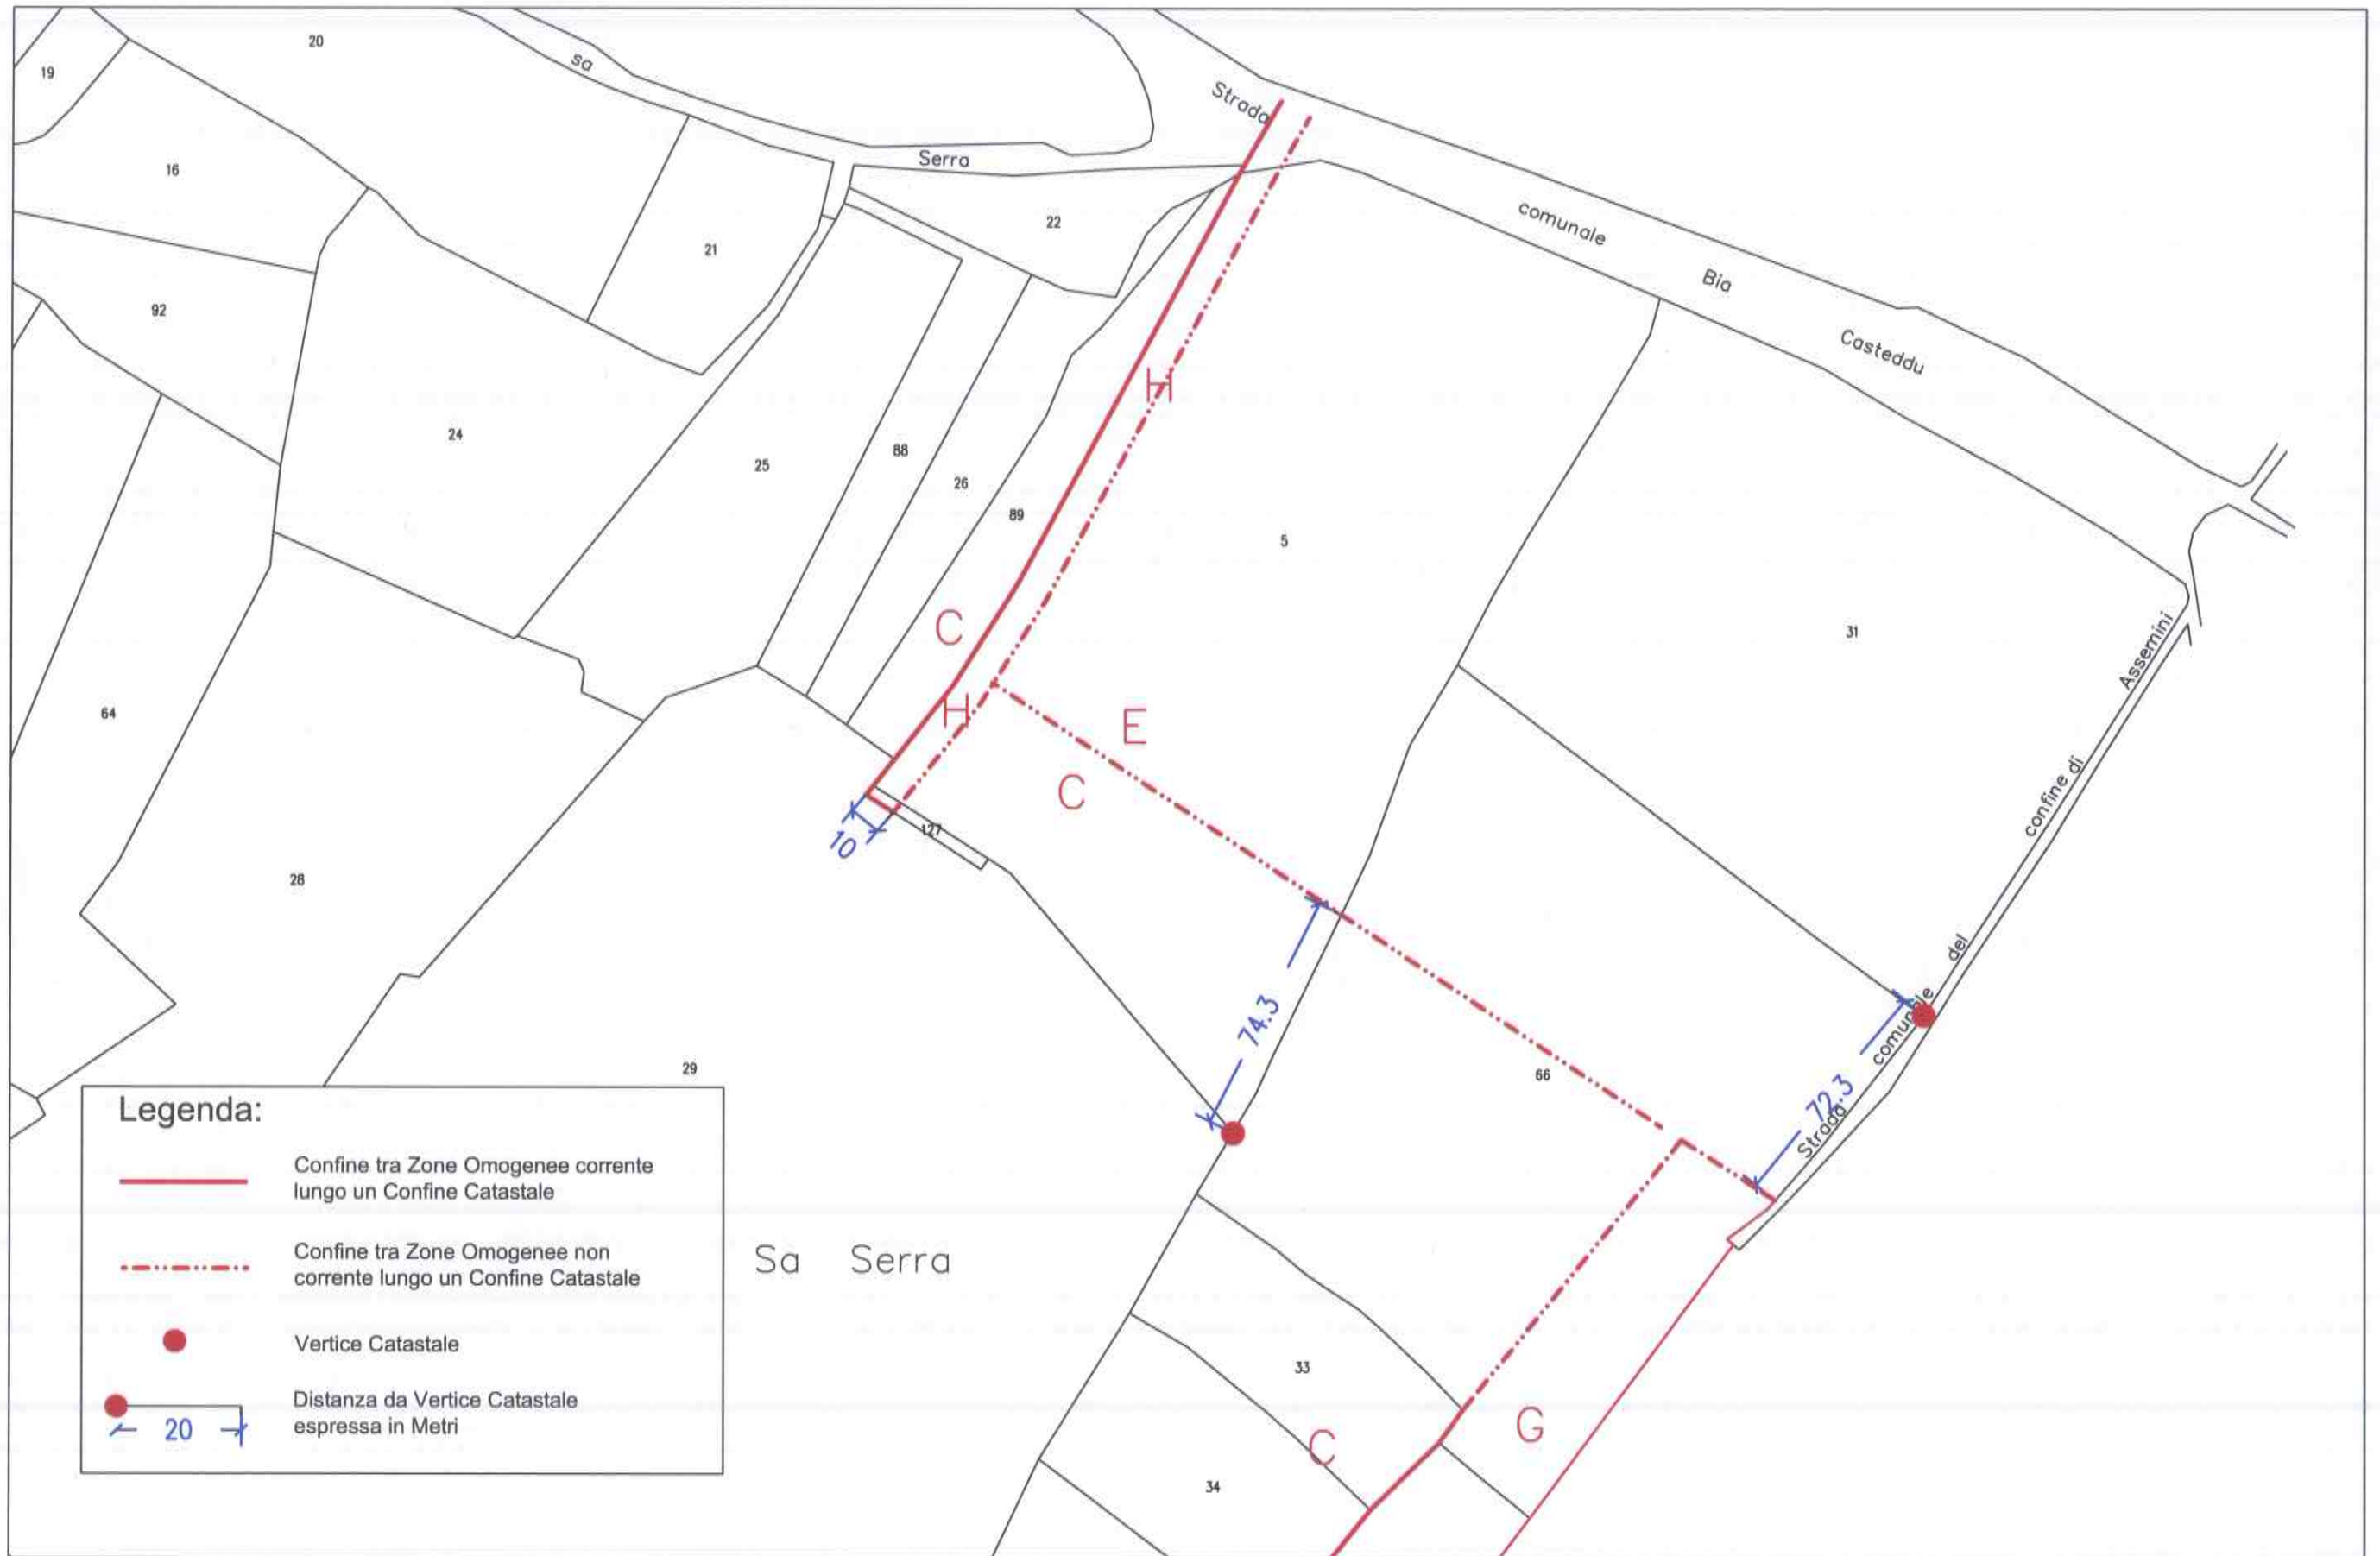 20
sa
19
Strada
Serra
16
comunale
22
21
Bia
92
Casteddu
H
24
88
25
26
89
5
C
31
Assemini
H
64
E
C
confine di
10
127
28
del
74.3
comunale
29
66
72.3
Strada
Legenda:
Confine tra Zone Omogenee corrente
lungo un Confine Catastale
Confine tra Zone Omogenee non
corrente lungo un Confine Catastale
Vertice Catastale
Distanza da Vertice Catastale
espressa in Metri
20
Sa Serra
33
C
G
34